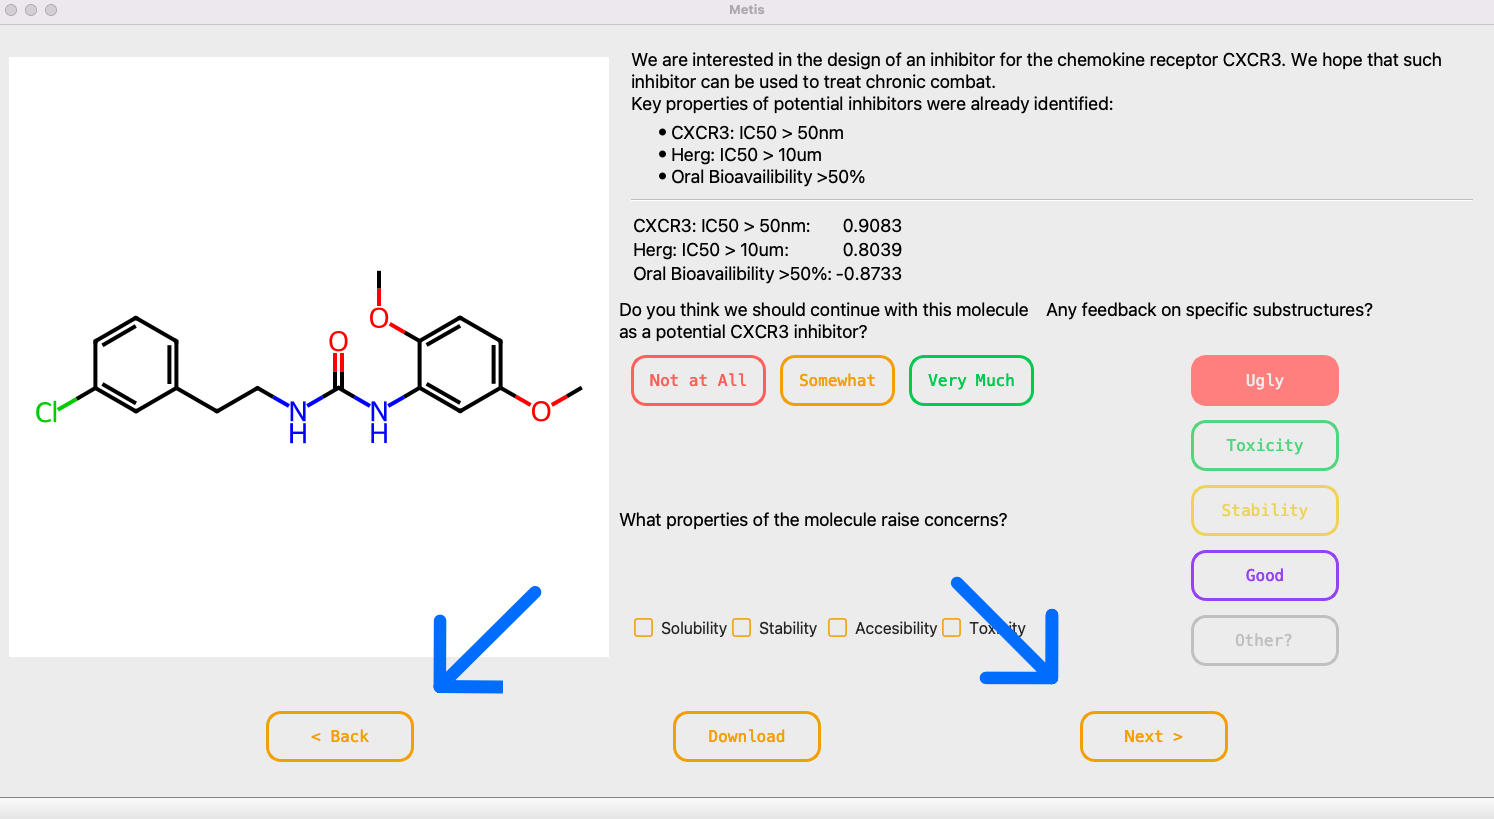 Metis
We are interested in the design of an inhibitor for the chemokine receptor CXCR3. We hope that such
inhibitor can be used to treat chronic combat.
Key properties of potential inhibitors were already identified:
• CXCR3: IC50 > 50nm
• Herg: IC50 > 10um
• Oral Bioavailibility >50%
CXCR3: IC50 > 50nm: 0.9083
Herg: IC50 > 10um: 0.8039
Oral Bioavailibility >50%: -0.8733
Do you think we should continue with this molecule
as a potential CXCR3 inhibitor?
Any feedback on specific substructures?
Not at All Somewhat Very Much
Ugly
Toxicity
Stability
Good
Other?
What properties of the molecule raise concerns?
Solubility Stability Accesibility Toxicity
O
O
Cl
N
H
N
H
O
< Back Download Next >